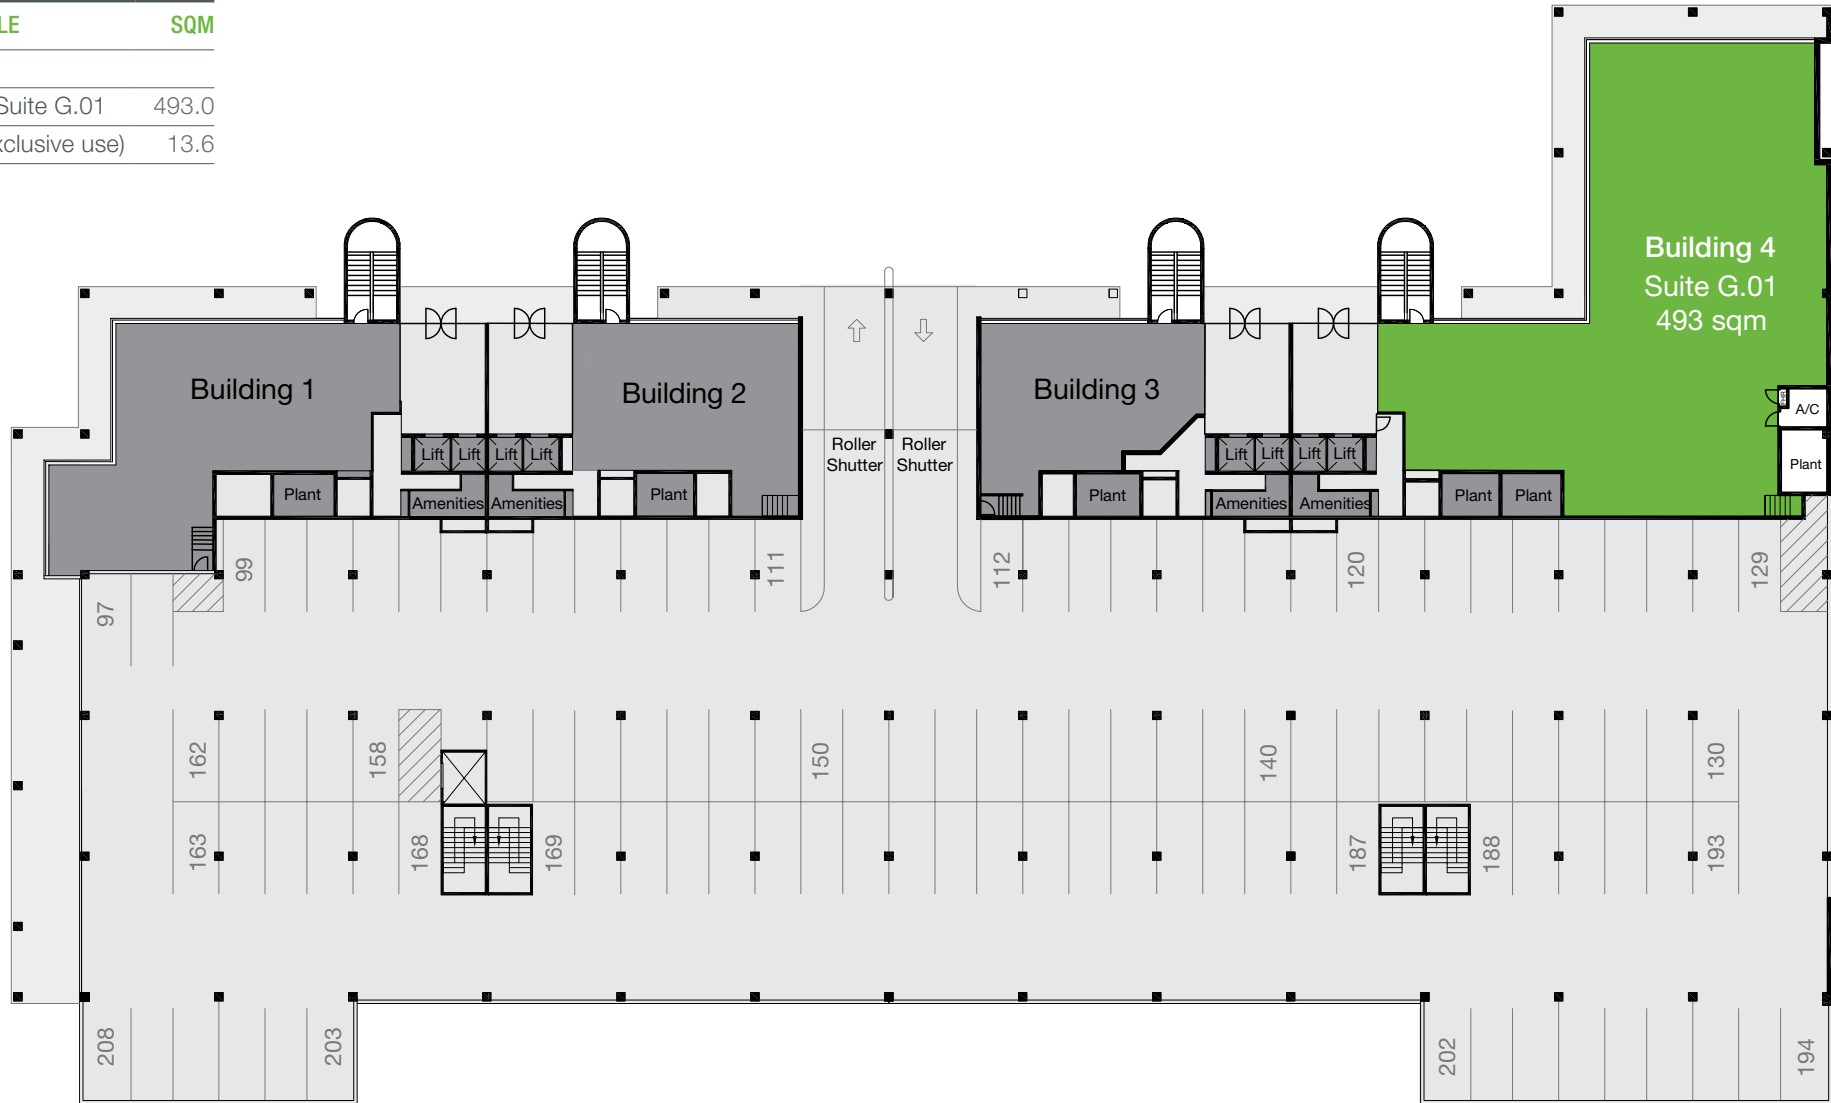 LE SQM
Suite G.01 493.0
xclusive use) 13.6
Building 4
Suite G.01
493 sqm
Building 1
Building 2
Building 3
Roller
Shutter
Roller
Shutter
A/C
Lift Lift Lift Lift
Lift Lift Lift Lift
Plant
Plant
Plant
Plant
Plant
Plant
Amenities Amenities
Amenities Amenities
97
99
111
112
120
129
162
158
150
140
130
163
168
169
187
188
193
208
203
202
194